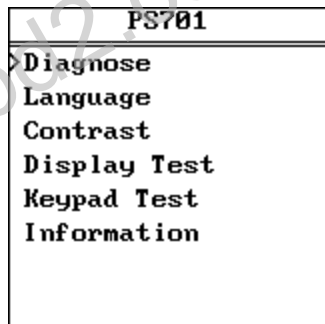 PS701
>Diagnose
Language
Contrast
Display Test
Keypad Test
Information